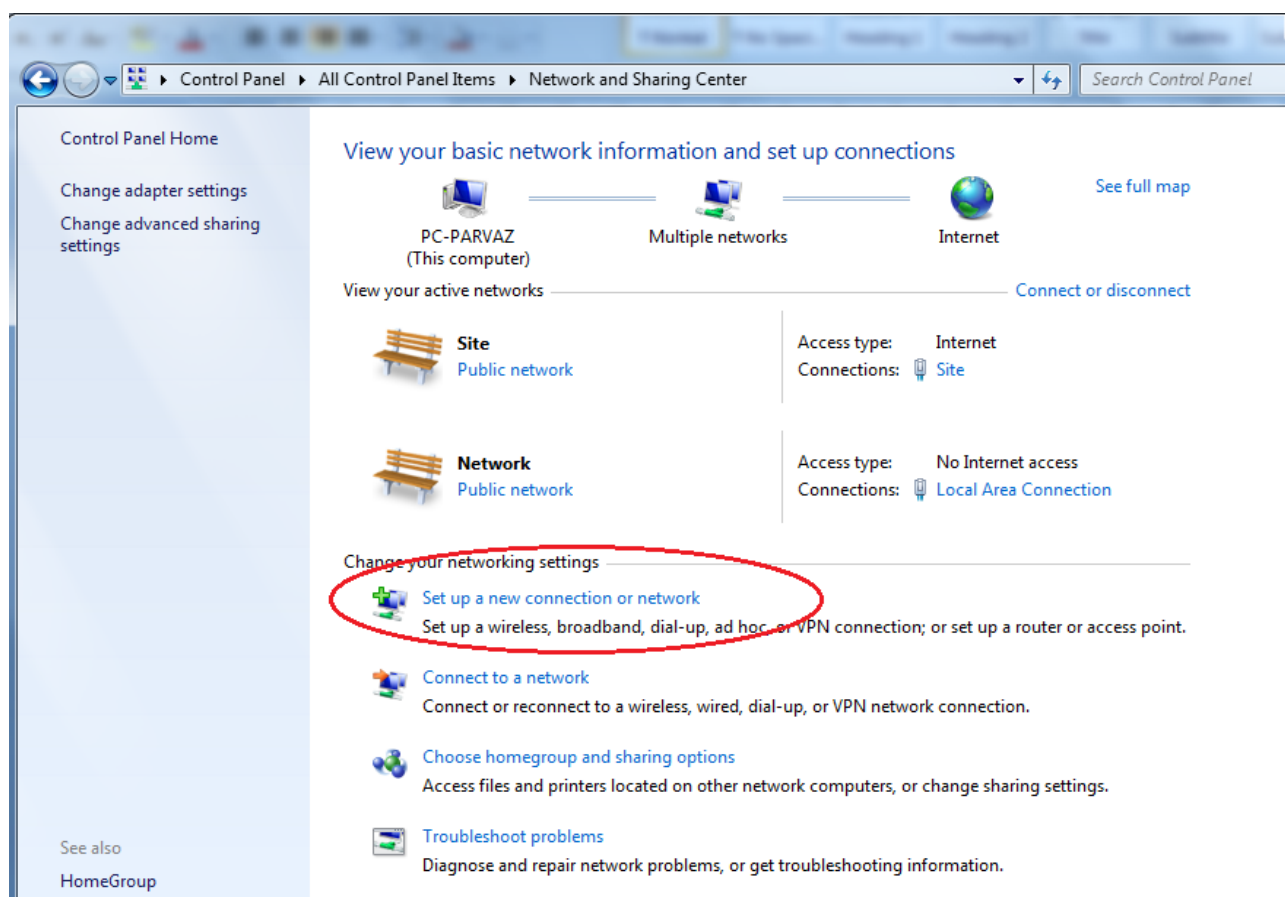 Control Panel ▸ All Control Panel Items ▸ Network and Sharing Center
Search Control Panel
Control Panel Home
Change adapter settings
Change advanced sharing
settings
View your basic network information and set up connections
See full map
PC-PARVAZ
(This computer)
Multiple networks
Internet
View your active networks
Connect or disconnect
Site
Public network
Access type: Internet
Connections: Site
Network
Public network
Access type: No Internet access
Connections: Local Area Connection
Change your networking settings
Set up a new connection or network
Set up a wireless, broadband, dial-up, ad hoc, or VPN connection; or set up a router or access point.
Connect to a network
Connect or reconnect to a wireless, wired, dial-up, or VPN network connection.
Choose homegroup and sharing options
Access files and printers located on other network computers, or change sharing settings.
Troubleshoot problems
Diagnose and repair network problems, or get troubleshooting information.
See also
HomeGroup